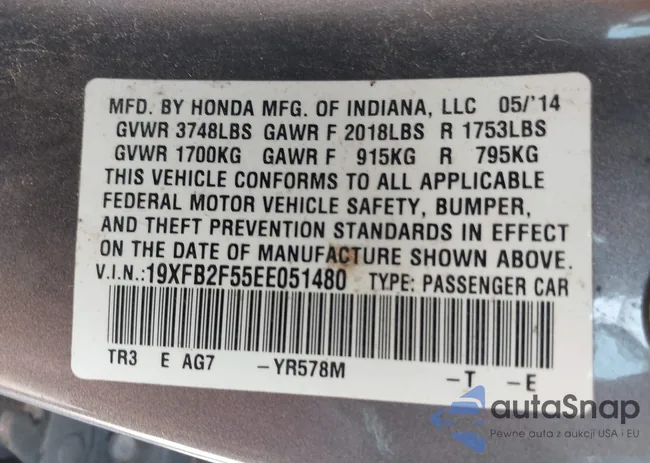 MFD. BY HONDA MFG. OF INDIANA, LLC 05/'14
GVWR 3748LBS GAWR F 2018LBS R 1753LBS
GVWR 1700KG GAWR F 915KG R 795KG
THIS VEHICLE CONFORMS TO ALL APPLICABLE
FEDERAL MOTOR VEHICLE SAFETY, BUMPER,
AND THEFT PREVENTION STANDARDS IN EFFECT
ON THE DATE OF MANUFACTURE SHOWN ABOVE.
V.I.N.:19XFB2F55EE051480 TYPE: PASSENGER CAR
TR3 E AG7 -YR578M -T -E
autaSnap
Pewne auta z aukcji USA i EU